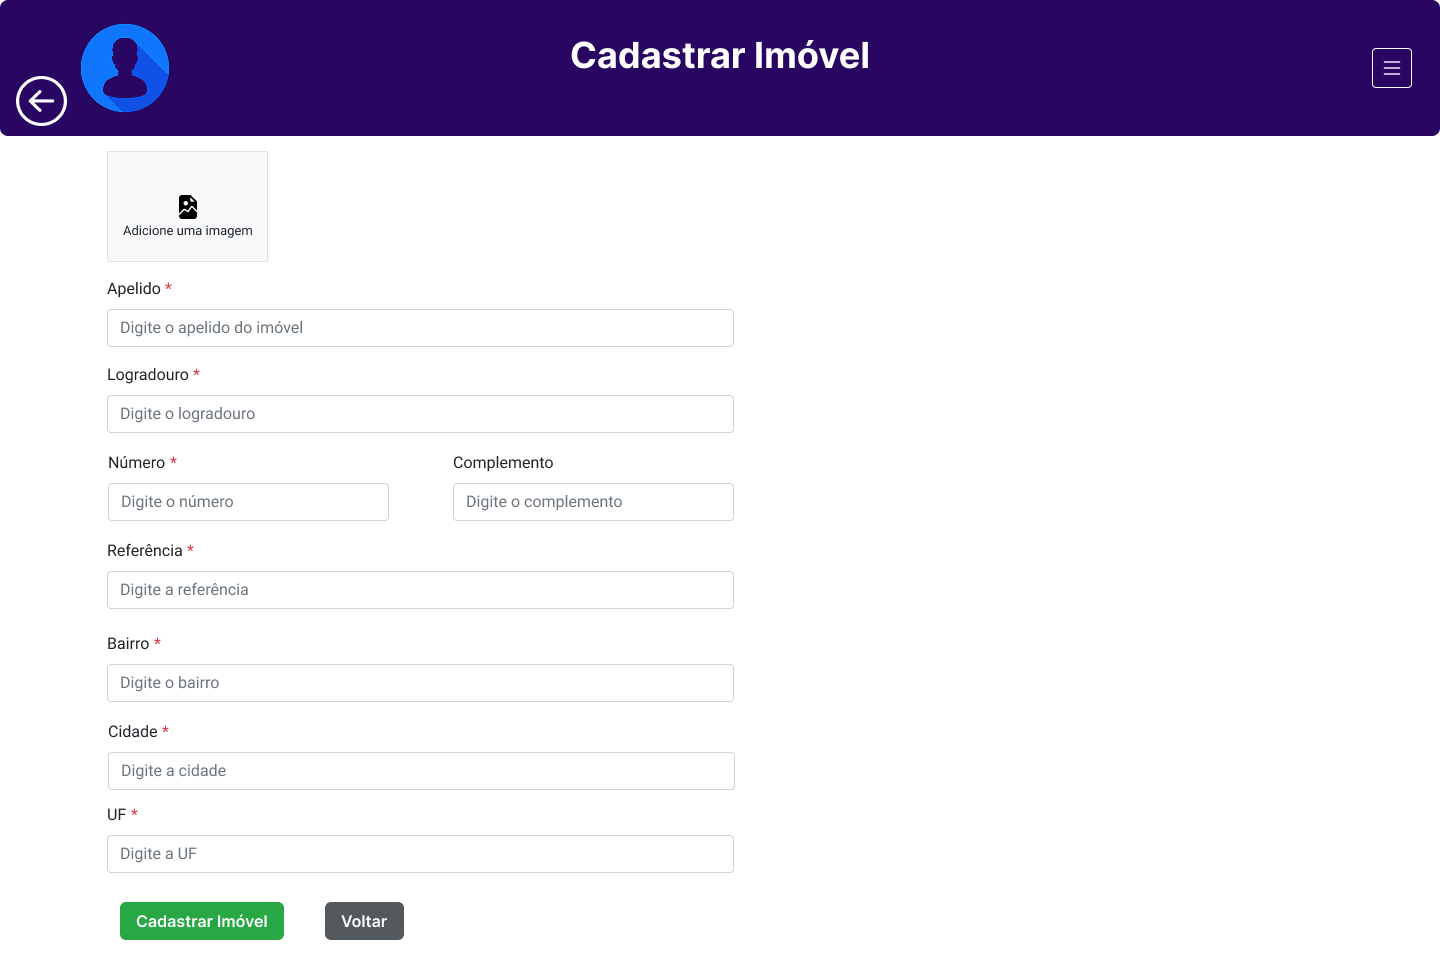 Cadastrar Imóvel
Adicione uma imagem
Apelido *
Digite o apelido do imóvel
Logradouro *
Digite o logradouro
Número * Complemento
Digite o número Digite o complemento
Referência *
Digite a referência
Bairro *
Digite o bairro
Cidade *
Digite a cidade
UF *
Digite a UF
Cadastrar Imóvel Voltar